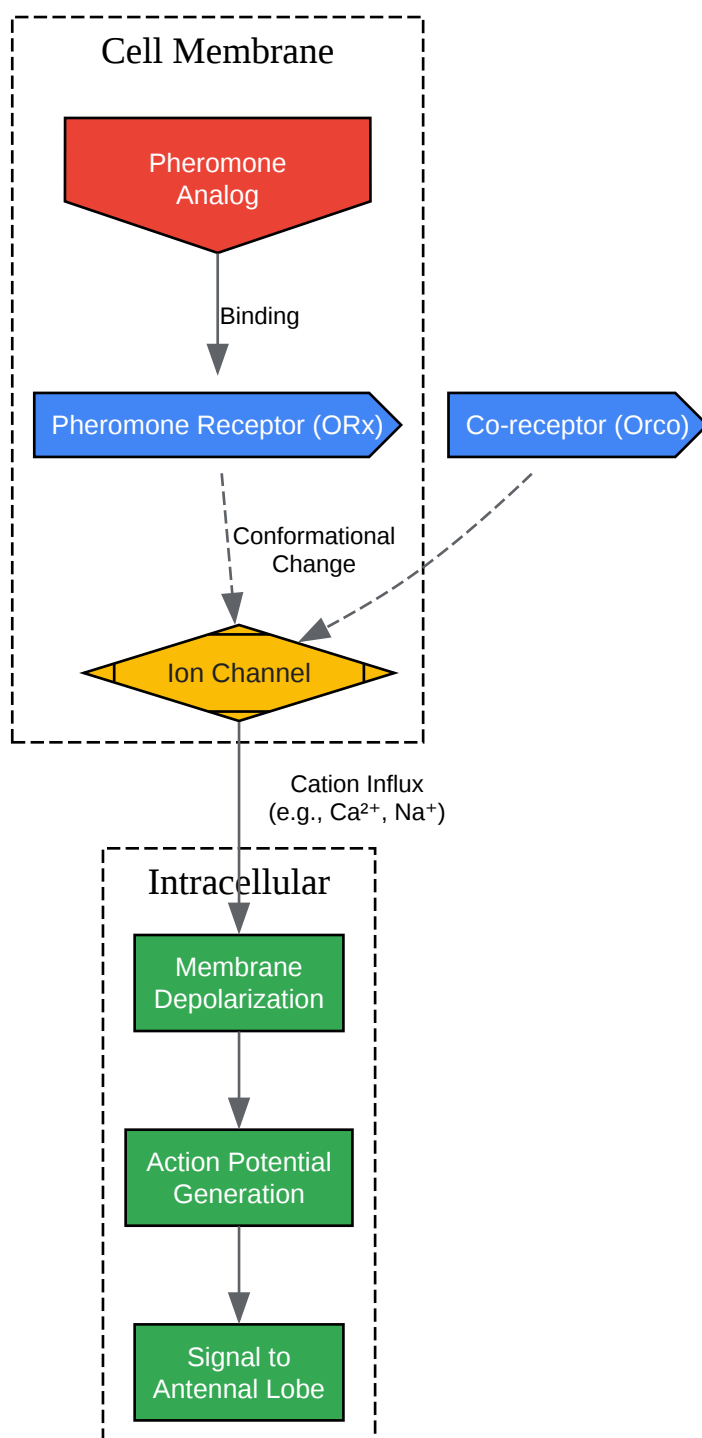 Cell Membrane
Pheromone
Analog
Binding
Pheromone Receptor (ORx)
Co-receptor (Orco)
Conformational
Change
Ion Channel
Cation Influx
(e.g., Ca²⁺, Na⁺)
Intracellular
Membrane
Depolarization
Action Potential
Generation
Signal to
Antennal Lobe